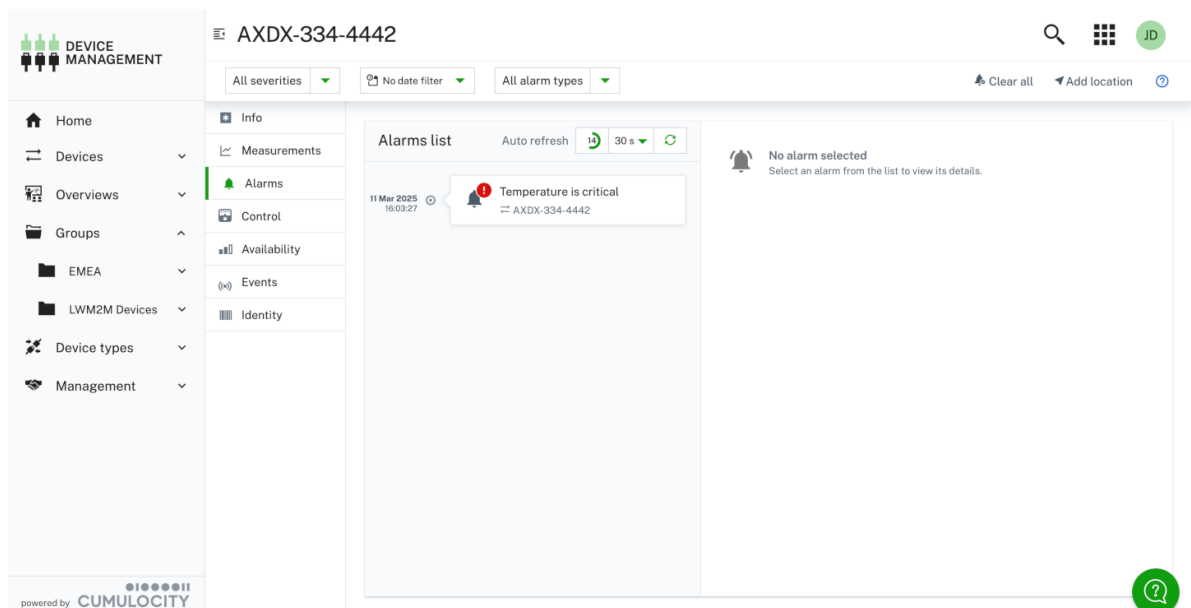 DEVICE
MANAGEMENT
AXDX-334-4442
JD
All severities
No date filter
All alarm types
Clear all
Add location
Home
Devices
Overviews
Groups
EMEA
LWM2M Devices
Device types
Management
powered by CUMULOCITY
Info
Measurements
Alarms
Control
Availability
Events
Identity
Alarms list
Auto refresh
14
30 s
11 Mar 2025
16:03:27
Temperature is critical
AXDX-334-4442
No alarm selected
Select an alarm from the list to view its details.